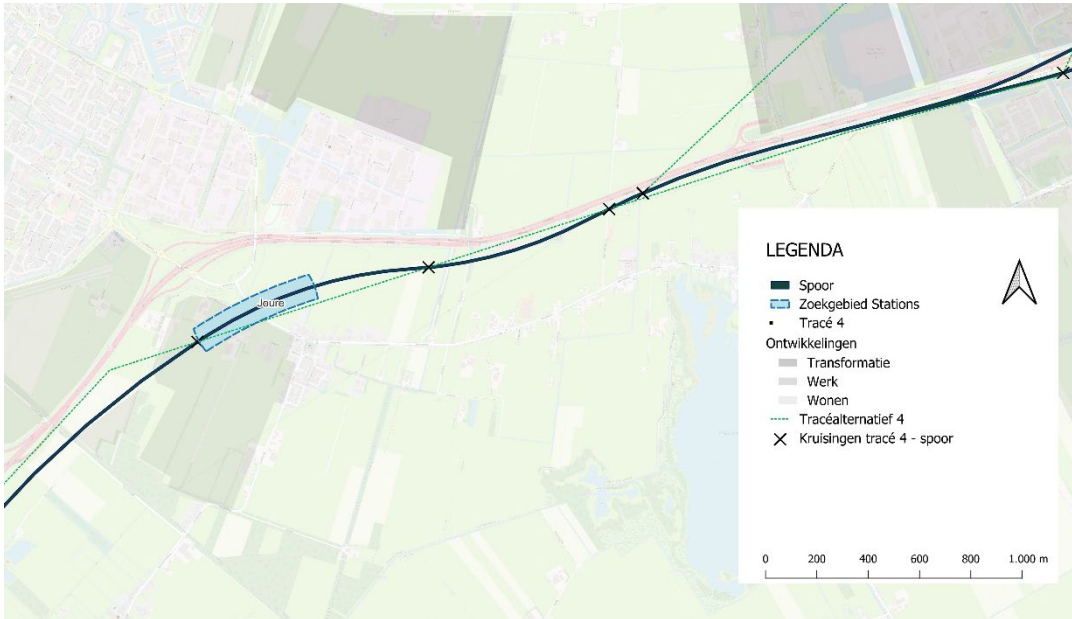 Joure
LEGENDA
Spoor
Zoekgebied Stations
Tracé 4
Ontwikkelingen
Transformatie
Werk
Wonen
Tracéalternatief 4
Kruisingen tracé 4 - spoor
0 200 400 600 800 1.000 m